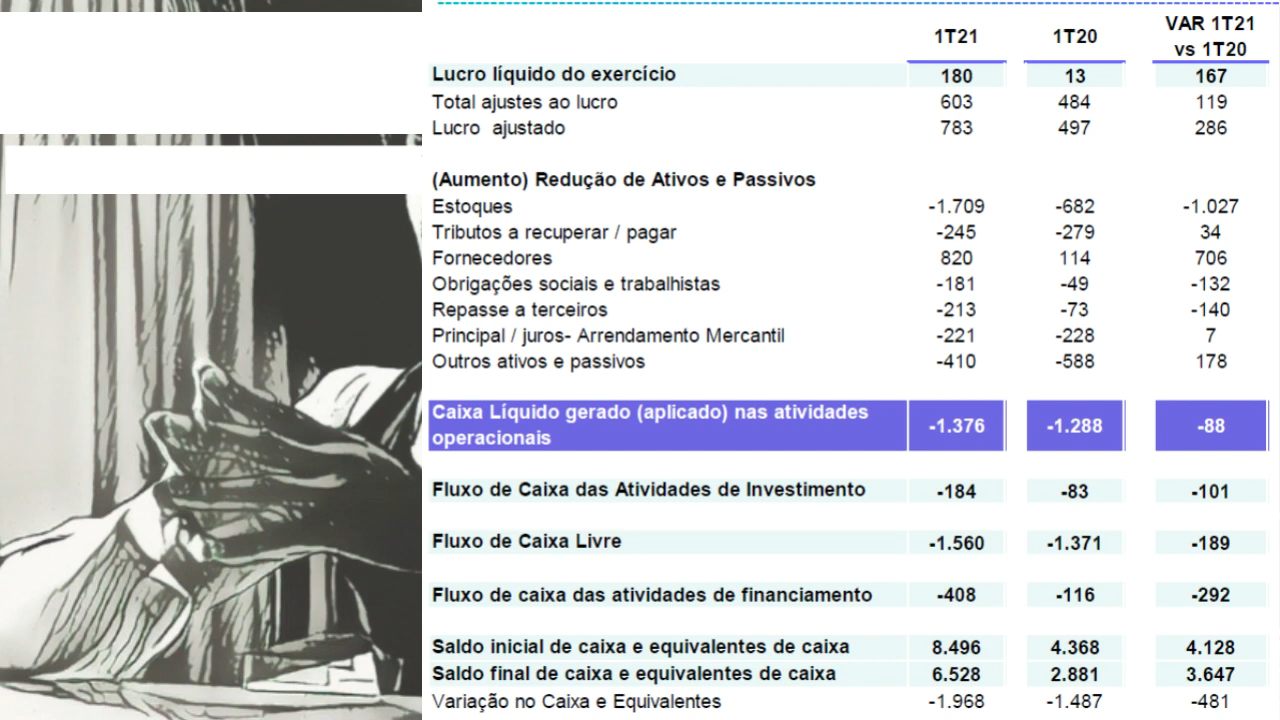 1T21 1T20 VAR 1T21
vs 1T20
Lucro líquido do exercício 180 13 167
Total ajustes ao lucro 603 484 119
Lucro ajustado 783 497 286
(Aumento) Redução de Ativos e Passivos
Estoques -1.709 -682 -1.027
Tributos a recuperar / pagar -245 -279 34
Fornecedores 820 114 706
Obrigações sociais e trabalhistas -181 -49 -132
Repasse a terceiros -213 -73 -140
Principal / juros- Arrendamento Mercantil -221 -228 7
Outros ativos e passivos -410 -588 178
Caixa Líquido gerado (aplicado) nas atividades
operacionais -1.376 -1.288 -88
Fluxo de Caixa das Atividades de Investimento -184 -83 -101
Fluxo de Caixa Livre -1.560 -1.371 -189
Fluxo de caixa das atividades de financiamento -408 -116 -292
Saldo inicial de caixa e equivalentes de caixa 8.496 4.368 4.128
Saldo final de caixa e equivalentes de caixa 6.528 2.881 3.647
Variação no Caixa e Equivalentes -1.968 -1.487 -481